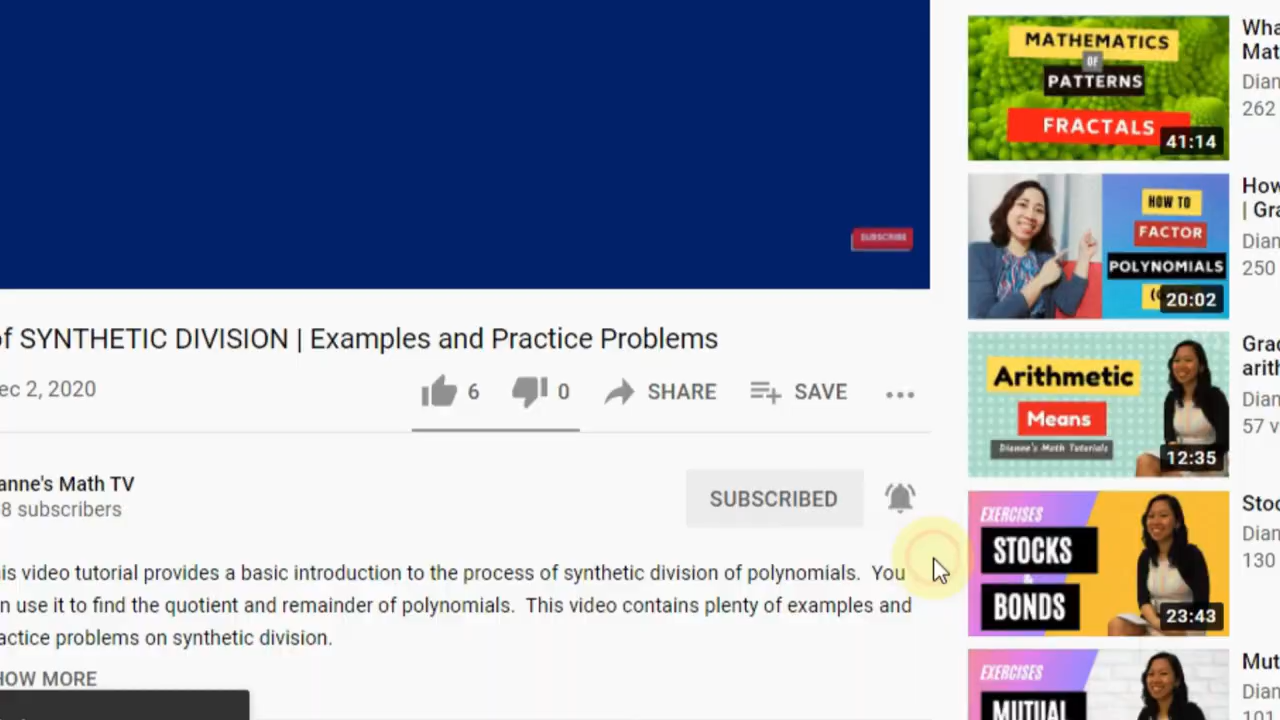 SUBSCRIBE
of SYNTHETIC DIVISION | Examples and Practice Problems
ec 2, 2020
6
0
SHARE
SAVE
anne's Math TV
8 subscribers
SUBSCRIBED
is video tutorial provides a basic introduction to the process of synthetic division of polynomials. You
n use it to find the quotient and remainder of polynomials. This video contains plenty of examples and
actice problems on synthetic division.
HOW MORE
MATHEMATICS
OF
PATTERNS
FRACTALS
41:14
Wha
Mat
Dian
262
HOW TO
FACTOR
POLYNOMIALS
20:02
How
| Gra
Dian
250
Arithmetic
Means
Dianne's Math Tutorials
12:35
Grad
arith
Dian
57 v
EXERCISES
STOCKS
&
BONDS
23:43
Stoc
Dian
130
EXERCISES
MUTUAL
Mut
Dian
101